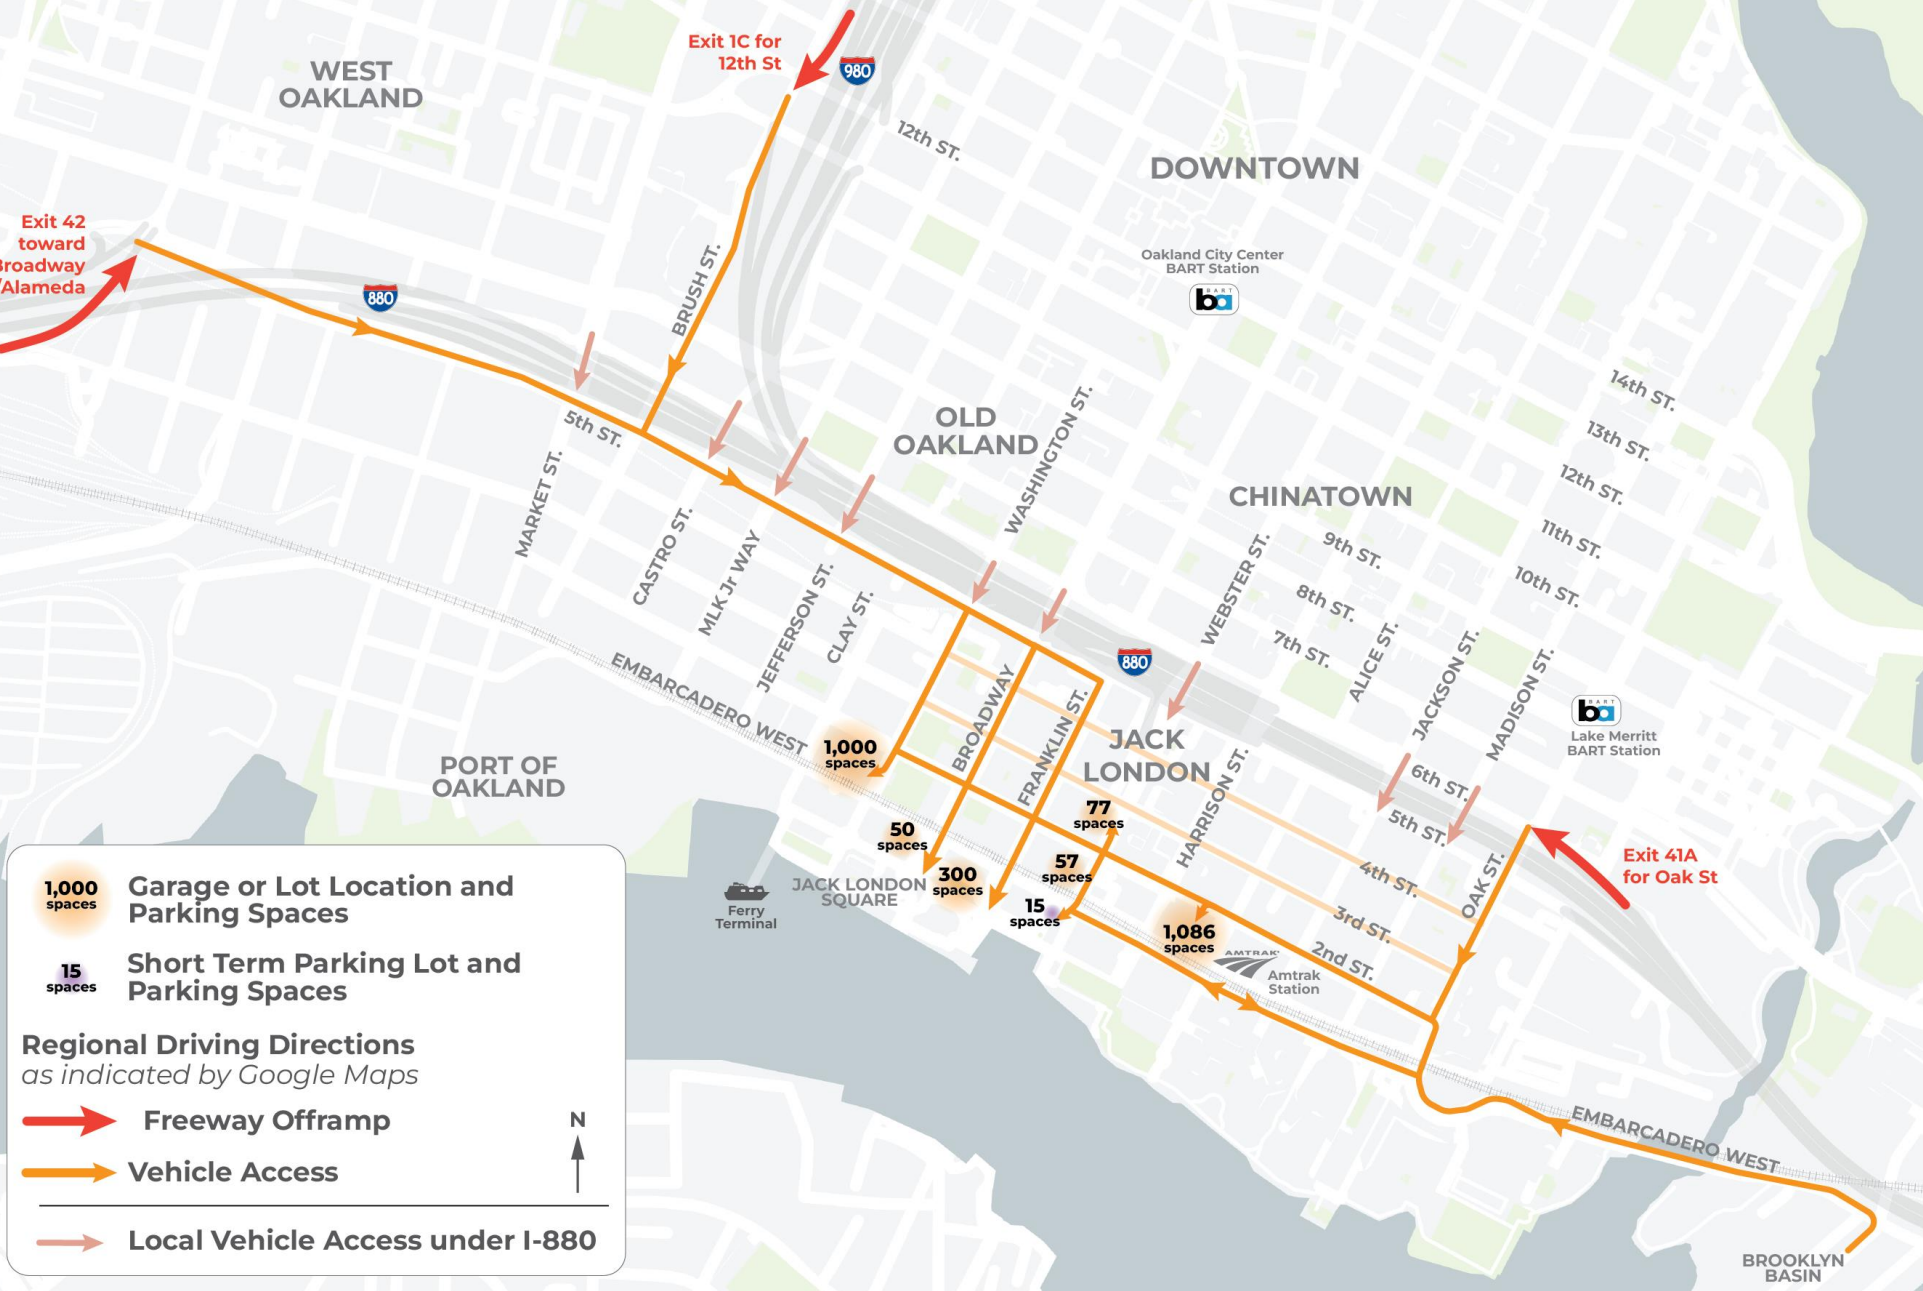 Exit 1C for
12th St
980
WEST
OAKLAND
12th ST.
DOWNTOWN
Exit 42
toward
Broadway
/Alameda
880
BRUSH ST.
Oakland City Center
BART Station
BART
ba
5th ST.
MARKET ST.
CASTRO ST.
MLK Jr WAY
JEFFERSON ST.
CLAY ST.
OLD
OAKLAND
WASHINGTON ST.
CHINATOWN
14th ST.
13th ST.
12th ST.
11th ST.
10th ST.
9th ST.
8th ST.
7th ST.
WEBSTER ST.
ALICE ST.
JACKSON ST.
MADISON ST.
880
BART
ba
Lake Merritt
BART Station
EMBARCADERO WEST
BROADWAY
FRANKLIN ST.
JACK
LONDON
HARRISON ST.
6th ST.
5th ST.
4th ST.
3rd ST.
2nd ST.
OAK ST.
Exit 41A
for Oak St
PORT OF
OAKLAND
1,000
spaces
50
spaces
300
spaces
77
spaces
57
spaces
15
spaces
1,086
spaces
JACK LONDON
SQUARE
Ferry
Terminal
AMTRAK
Amtrak
Station
EMBARCADERO WEST
BROOKLYN
BASIN
1,000
spaces
Garage or Lot Location and
Parking Spaces
15
spaces
Short Term Parking Lot and
Parking Spaces
Regional Driving Directions
as indicated by Google Maps
Freeway Offramp
Vehicle Access
N
Local Vehicle Access under I-880